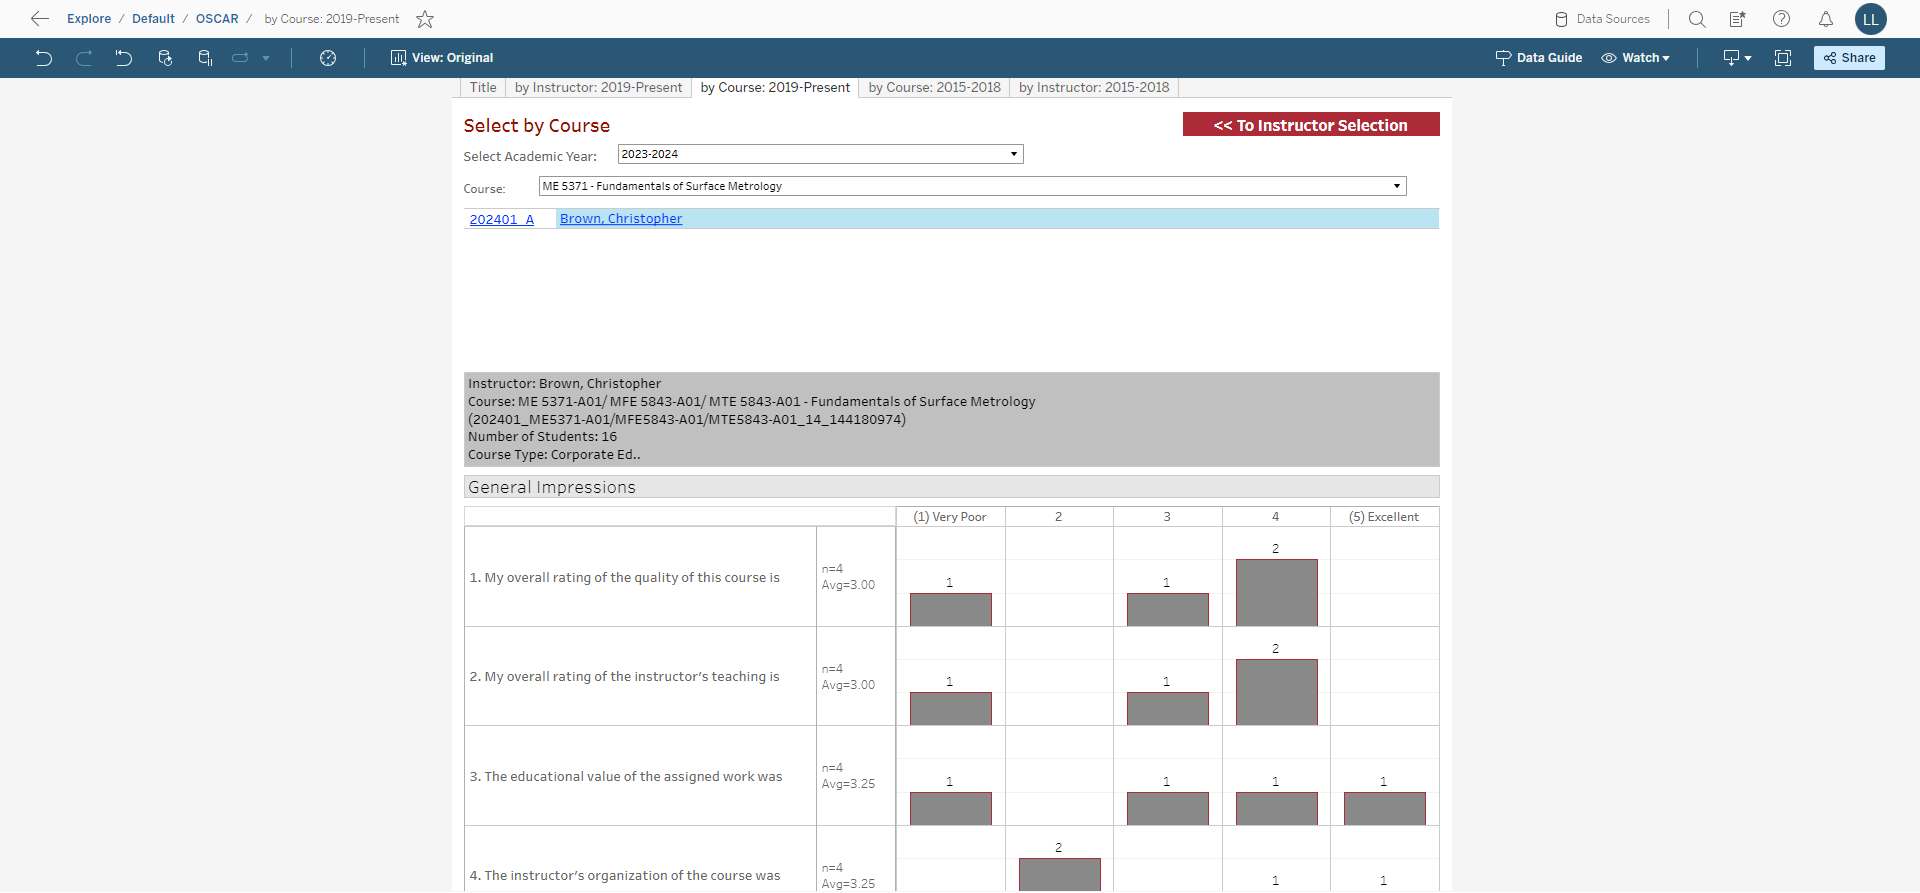 Explore / Default / OSCAR / by Course: 2019-Present
Data Sources
LL
View: Original
Data Guide
Watch
Share
Title
by Instructor: 2019-Present
by Course: 2019-Present
by Course: 2015-2018
by Instructor: 2015-2018
Select by Course
<< To Instructor Selection
Select Academic Year:
2023-2024
Course:
ME 5371 - Fundamentals of Surface Metrology
202401_A
Brown, Christopher
Instructor: Brown, Christopher
Course: ME 5371-A01/ MFE 5843-A01/ MTE 5843-A01 - Fundamentals of Surface Metrology
(202401_ME5371-A01/MFE5843-A01/MTE5843-A01_14_144180974)
Number of Students: 16
Course Type: Corporate Ed..
General Impressions
(1) Very Poor
2
3
4
(5) Excellent
1. My overall rating of the quality of this course is
n=4
Avg=3.00
1
1
2
2. My overall rating of the instructor's teaching is
n=4
Avg=3.00
1
1
2
3. The educational value of the assigned work was
n=4
Avg=3.25
1
1
1
1
4. The instructor's organization of the course was
n=4
Avg=3.25
2
1
1